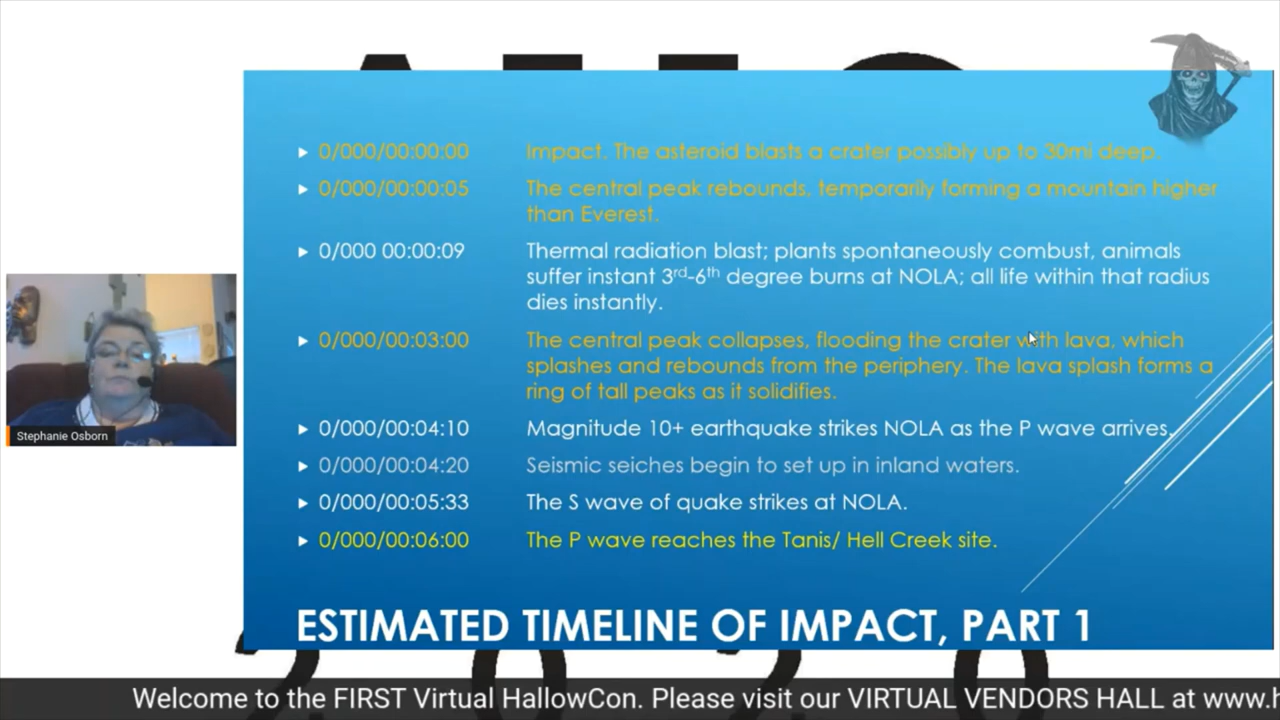 0/000/00:00:00 Impact. The asteroid blasts a crater possibly up to 30mi deep.
0/000/00:00:05 The central peak rebounds, temporarily forming a mountain higher
than Everest.
0/000 00:00:09 Thermal radiation blast; plants spontaneously combust, animals
suffer instant 3rd-6th degree burns at NOLA; all life within that radius
dies instantly.
0/000/00:03:00 The central peak collapses, flooding the crater with lava, which
splashes and rebounds from the periphery. The lava splash forms a
ring of tall peaks as it solidifies.
0/000/00:04:10 Magnitude 10+ earthquake strikes NOLA as the P wave arrives.
0/000/00:04:20 Seismic seiches begin to set up in inland waters.
0/000/00:05:33 The S wave of quake strikes at NOLA.
0/000/00:06:00 The P wave reaches the Tanis/ Hell Creek site.
Stephanie Osborn
ESTIMATED TIMELINE OF IMPACT, PART 1
2020
Welcome to the FIRST Virtual HallowCon. Please visit our VIRTUAL VENDORS HALL at www.h